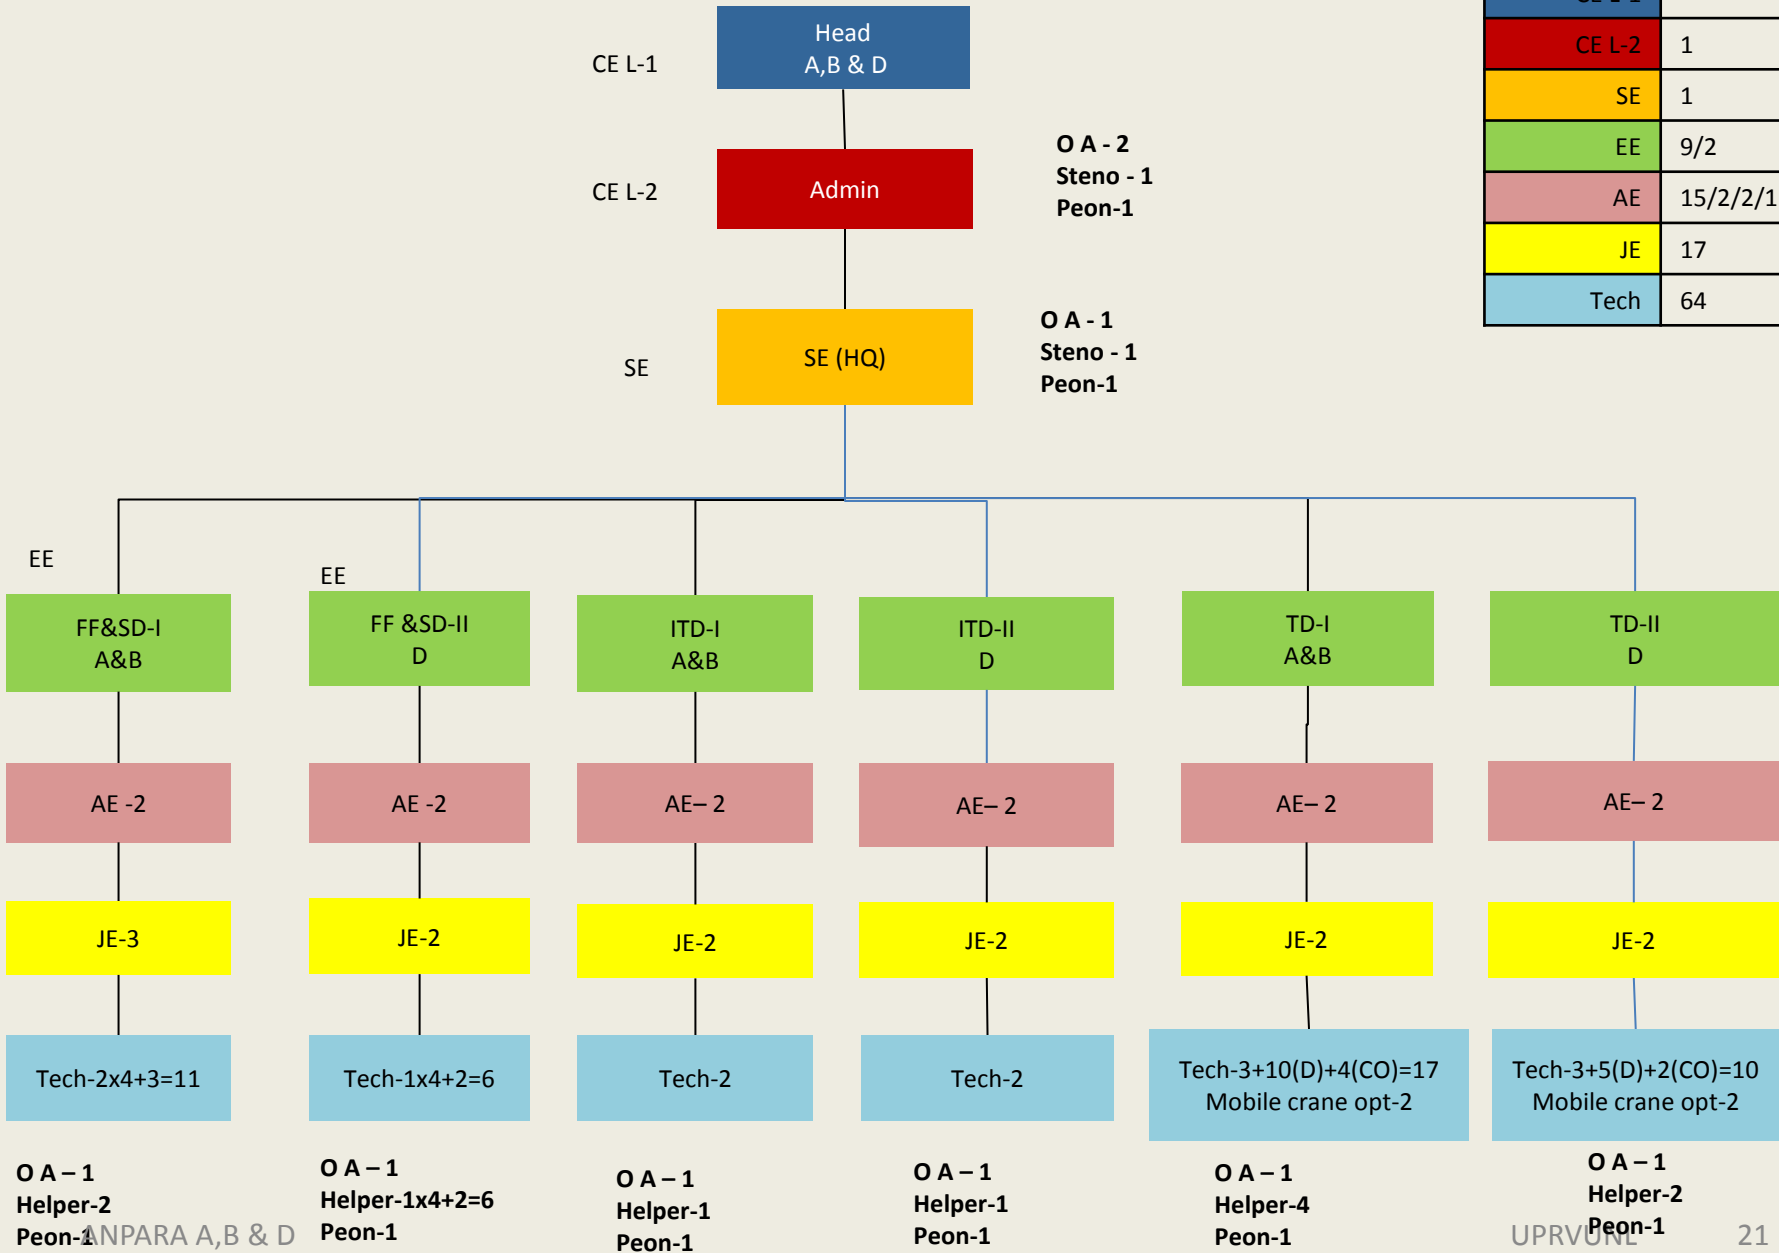 CE L-1
Head
A,B & D
CE L-1
CE L-2 1
SE 1
EE 9/2
AE 15/2/2/1
JE 17
Tech 64
CE L-2
Admin
O A - 2
Steno - 1
Peon-1
SE
SE (HQ)
O A - 1
Steno - 1
Peon-1
EE
EE
FF&SD-I
A&B
FF &SD-II
D
ITD-I
A&B
ITD-II
D
TD-I
A&B
TD-II
D
AE -2
AE -2
AE– 2
AE– 2
AE– 2
AE– 2
JE-3
JE-2
JE-2
JE-2
JE-2
JE-2
Tech-2x4+3=11
Tech-1x4+2=6
Tech-2
Tech-2
Tech-3+10(D)+4(CO)=17
Mobile crane opt-2
Tech-3+5(D)+2(CO)=10
Mobile crane opt-2
O A – 1
Helper-2
Peon-1
O A – 1
Helper-1x4+2=6
Peon-1
O A – 1
Helper-1
Peon-1
O A – 1
Helper-1
Peon-1
O A – 1
Helper-4
Peon-1
O A – 1
Helper-2
Peon-1
ANPARA A,B & D
UPRVUNL
21